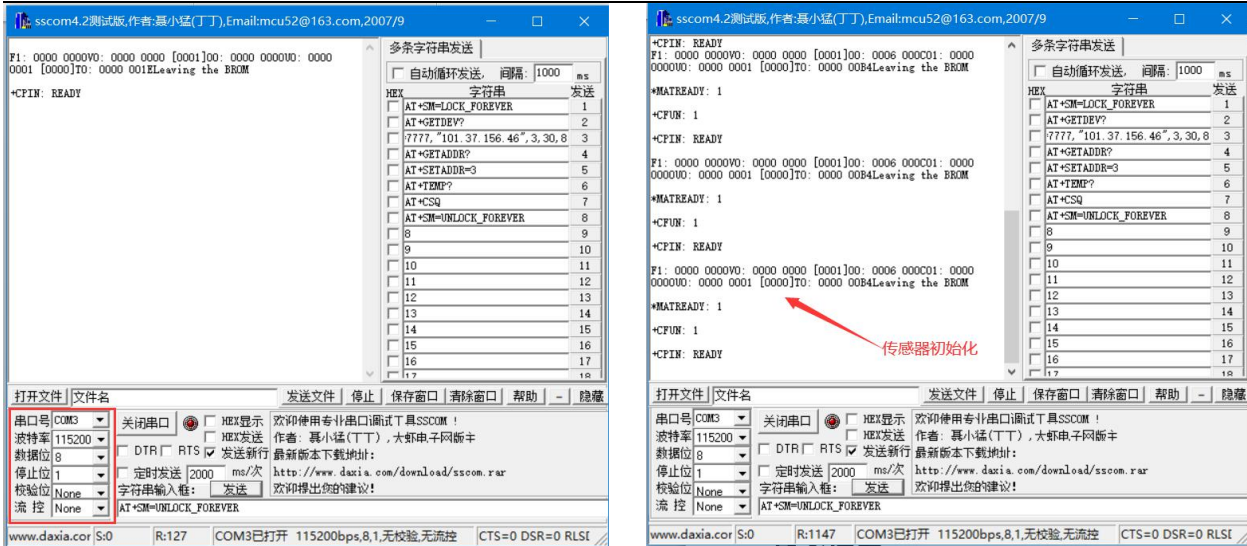 sscom4.2测试版,作者:聂小猛(丁丁),Email:mcu52@163.com,2007/9
F1: 0000 0000V0: 0000 0000 [0001]00: 0000 0000U0: 0000
0001 [0000]T0: 0000 001ELeaving the BROM
+CPIN: READY
多条字符串发送
自动循环发送, 间隔: 1000 ms
HEX 字符串 发送
AT+SM=LOCK_FOREVER 1
AT+GETDEV? 2
7777,"101.37.156.46",3,30,8 3
AT+GETADDR? 4
AT+SETADDR=3 5
AT+TEMP? 6
AT+CSQ 7
AT+SM=UNLOCK_FOREVER 8
8 9
9 10
10 11
11 12
12 13
13 14
14 15
15 16
16 17
17 18
打开文件 文件名 发送文件 停止 保存窗口 清除窗口 帮助 - 隐藏
串口号 COM3 关闭串口 HEX显示 欢迎使用专业串口调试工具SSCOM !
波特率 115200 HEX发送 作者: 聂小猛(丁丁),大虾电子网版主
数据位 8 DTR RTS 发送新行 最新版本下载地址:
停止位 1 定时发送 2000 ms/次 http://www.daxia.com/download/sscom.rar
校验位 None 字符串输入框: 发送 欢迎提出您的建议!
流 控 None AT+SM=UNLOCK_FOREVER
www.daxia.cor S:0 R:127 COM3已打开 115200bps,8,1,无校验,无流控 CTS=0 DSR=0 RLSI
sscom4.2测试版,作者:聂小猛(丁丁),Email:mcu52@163.com,2007/9
+CPIN: READY
F1: 0000 0000V0: 0000 0000 [0001]00: 0006 000C01: 0000
0000U0: 0000 0001 [0000]T0: 0000 00B4Leaving the BROM
*MATREADY: 1
+CFUN: 1
+CPIN: READY
F1: 0000 0000V0: 0000 0000 [0001]00: 0006 000C01: 0000
0000U0: 0000 0001 [0000]T0: 0000 00B4Leaving the BROM
*MATREADY: 1
+CFUN: 1
+CPIN: READY
F1: 0000 0000V0: 0000 0000 [0001]00: 0006 000C01: 0000
0000U0: 0000 0001 [0000]T0: 0000 00B4Leaving the BROM
*MATREADY: 1
+CFUN: 1
+CPIN: READY
传感器初始化
多条字符串发送
自动循环发送, 间隔: 1000 ms
HEX 字符串 发送
AT+SM=LOCK_FOREVER 1
AT+GETDEV? 2
7777,"101.37.156.46",3,30,8 3
AT+GETADDR? 4
AT+SETADDR=3 5
AT+TEMP? 6
AT+CSQ 7
AT+SM=UNLOCK_FOREVER 8
8 9
9 10
10 11
11 12
12 13
13 14
14 15
15 16
16 17
17 18
打开文件 文件名 发送文件 停止 保存窗口 清除窗口 帮助 - 隐藏
串口号 COM3 关闭串口 HEX显示 欢迎使用专业串口调试工具SSCOM !
波特率 115200 HEX发送 作者: 聂小猛(丁丁),大虾电子网版主
数据位 8 DTR RTS 发送新行 最新版本下载地址:
停止位 1 定时发送 2000 ms/次 http://www.daxia.com/download/sscom.rar
校验位 None 字符串输入框: 发送 欢迎提出您的建议!
流 控 None AT+SM=UNLOCK_FOREVER
www.daxia.cor S:0 R:1147 COM3已打开 115200bps,8,1,无校验,无流控 CTS=0 DSR=0 RLSI